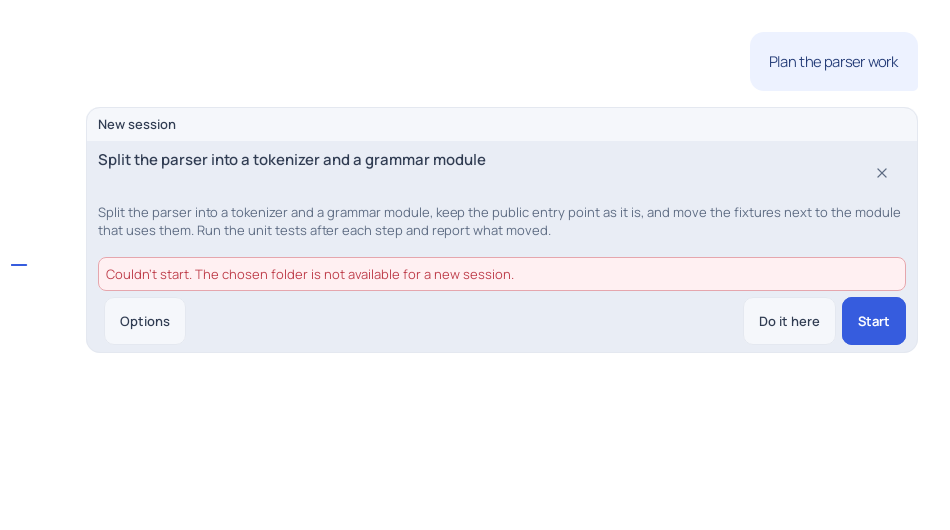 Plan the parser work
New session
Split the parser into a tokenizer and a grammar module
Split the parser into a tokenizer and a grammar module, keep the public entry point as it is, and move the fixtures next to the module
that uses them. Run the unit tests after each step and report what moved.
Couldn't start. The chosen folder is not available for a new session.
Options
Do it here
Start